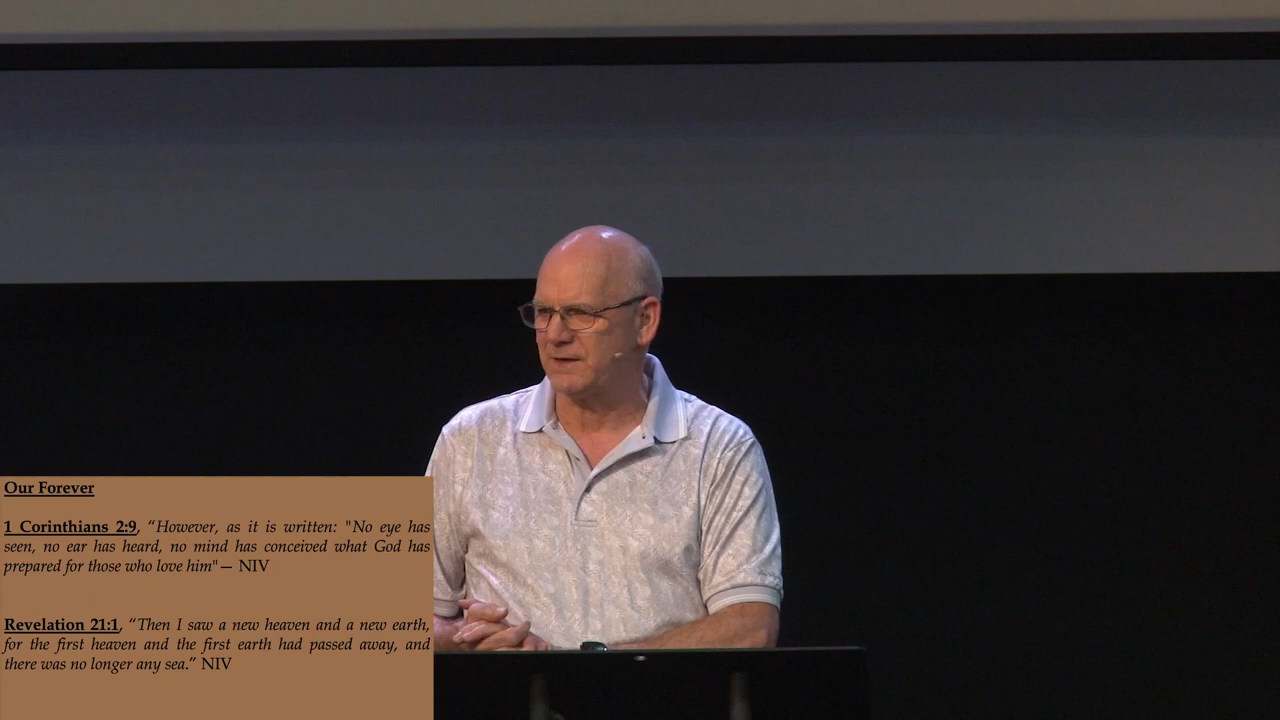 Our Forever
1 Corinthians 2:9, “However, as it is written: "No eye has
seen, no ear has heard, no mind has conceived what God has
prepared for those who love him"— NIV
Revelation 21:1, “Then I saw a new heaven and a new earth,
for the first heaven and the first earth had passed away, and
there was no longer any sea.” NIV